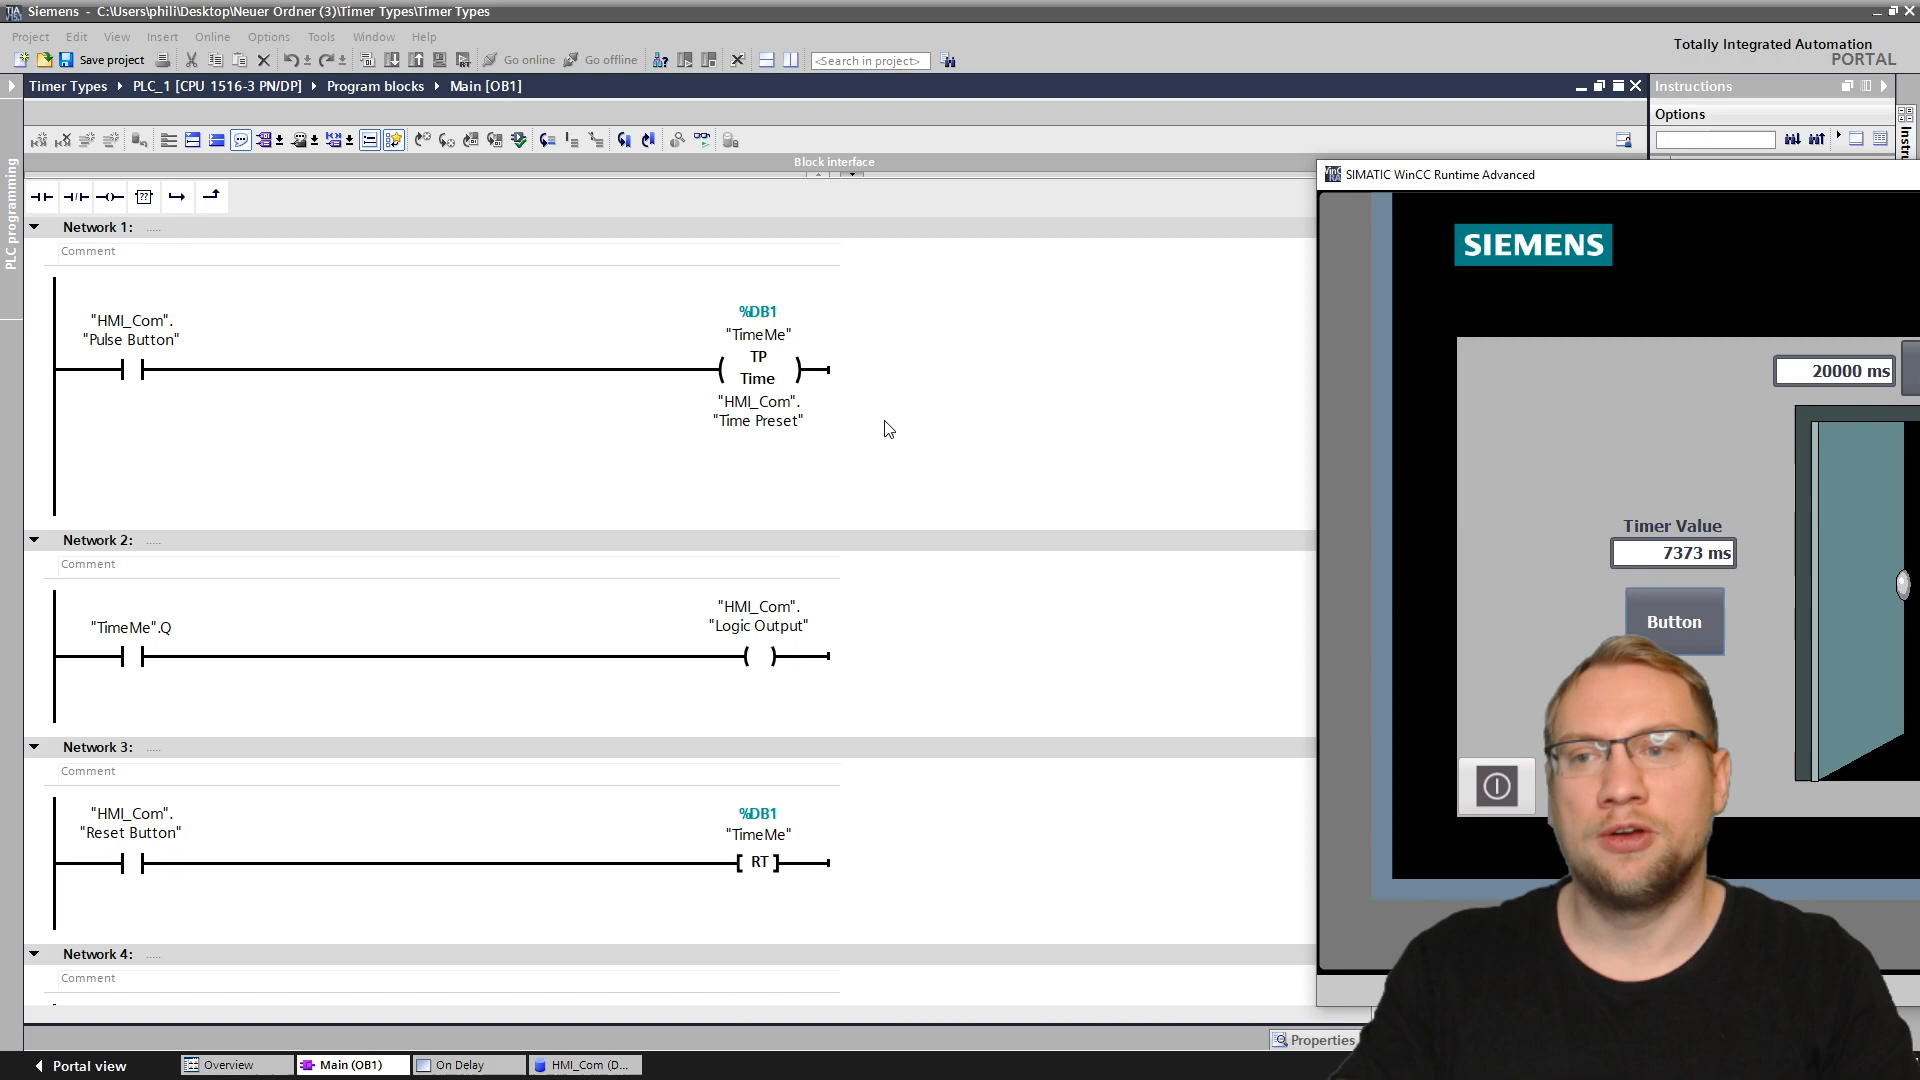 Siemens - C:\Users\phili\Desktop\Neuer Ordner (3)\Timer Types\Timer Types
Project Edit View Insert Online Options Tools Window Help
Save project
Go online
Go offline
<Search in project>
Totally Integrated Automation
PORTAL
Timer Types PLC_1 [CPU 1516-3 PN/DP] Program blocks Main [OB1]
Instructions
Options
PLC programming
Block interface
SIMATIC WinCC Runtime Advanced
SIEMENS
20000 ms
Timer Value
7373 ms
Button
Network 1: .....
Comment
"HMI_Com".
"Pulse Button"
%DB1
"TimeMe"
TP
Time
"HMI_Com".
"Time Preset"
Network 2: .....
Comment
"TimeMe".Q
"HMI_Com".
"Logic Output"
Network 3: .....
Comment
"HMI_Com".
"Reset Button"
%DB1
"TimeMe"
RT
Network 4: .....
Comment
Properties
Portal view
Overview
Main (OB1)
On Delay
HMI_Com (D...